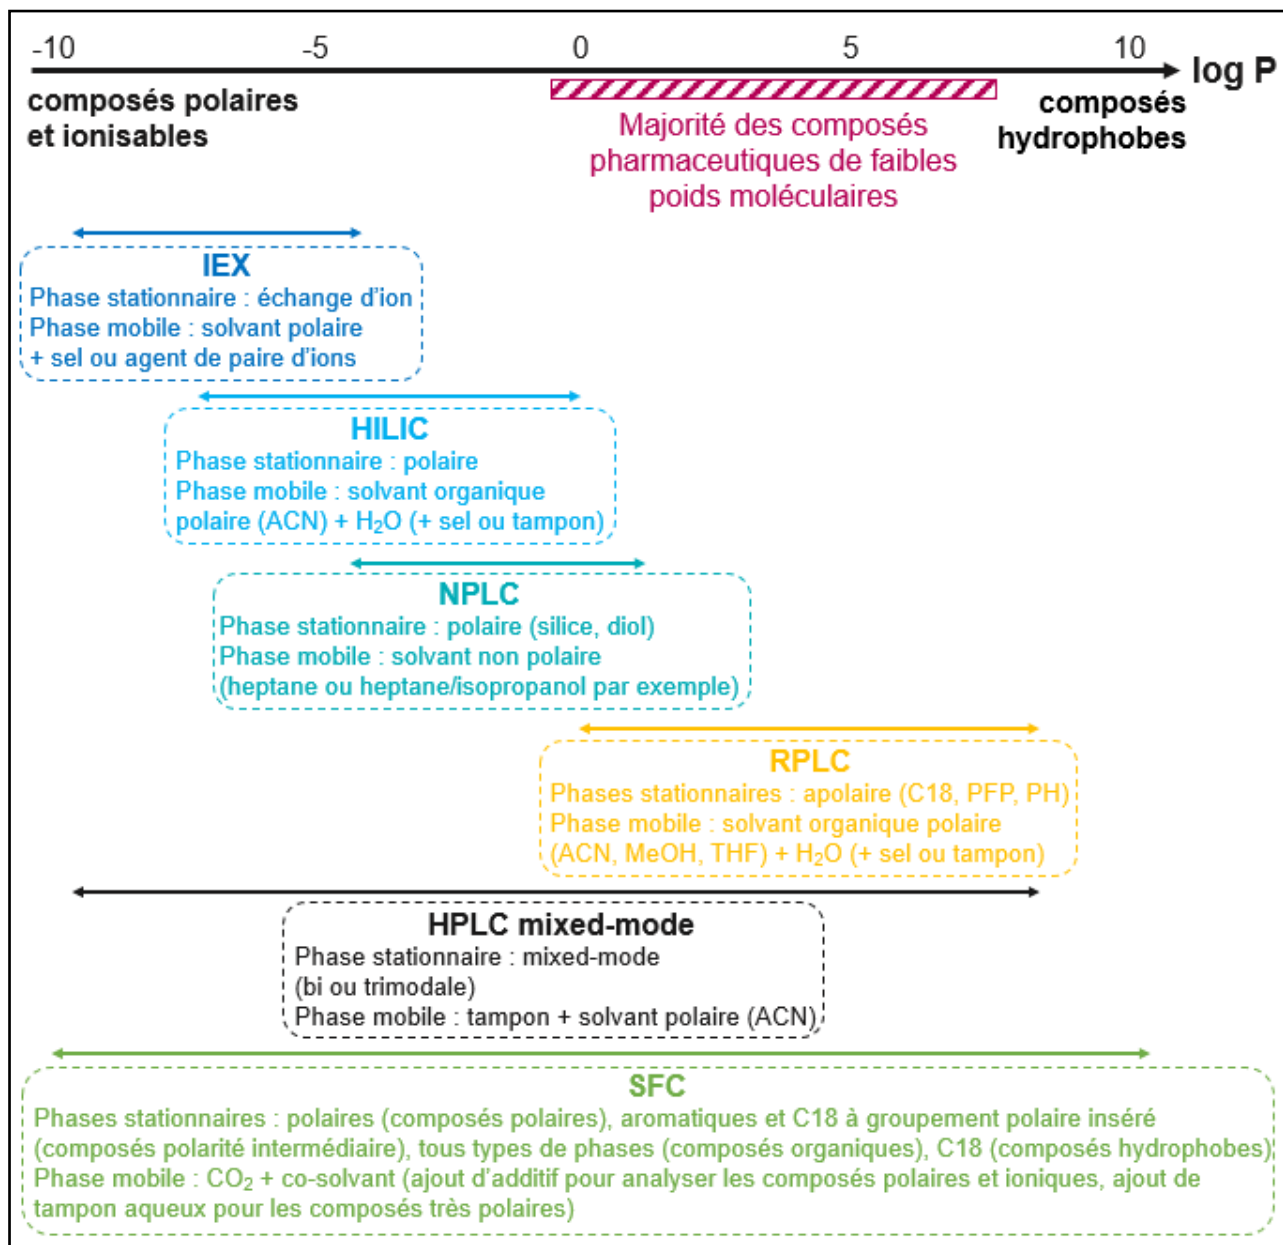 -10 -5 0 5 10
log P
composés polaires
et ionisables
composés
hydrophobes
Majorité des composés
pharmaceutiques de faibles
poids moléculaires
IEX
Phase stationnaire : échange d'ion
Phase mobile : solvant polaire
+ sel ou agent de paire d'ions
HILIC
Phase stationnaire : polaire
Phase mobile : solvant organique
polaire (ACN) + H₂O (+ sel ou tampon)
NPLC
Phase stationnaire : polaire (silice, diol)
Phase mobile : solvant non polaire
(heptane ou heptane/isopropanol par exemple)
RPLC
Phases stationnaires : apolaire (C18, PFP, PH)
Phase mobile : solvant organique polaire
(ACN, MeOH, THF) + H₂O (+ sel ou tampon)
HPLC mixed-mode
Phase stationnaire : mixed-mode
(bi ou trimodale)
Phase mobile : tampon + solvant polaire (ACN)
SFC
Phases stationnaires : polaires (composés polaires), aromatiques et C18 à groupement polaire inséré
(composés polarité intermédiaire), tous types de phases (composés organiques), C18 (composés hydrophobes)
Phase mobile : CO₂ + co-solvant (ajout d'additif pour analyser les composés polaires et ioniques, ajout de
tampon aqueux pour les composés très polaires)